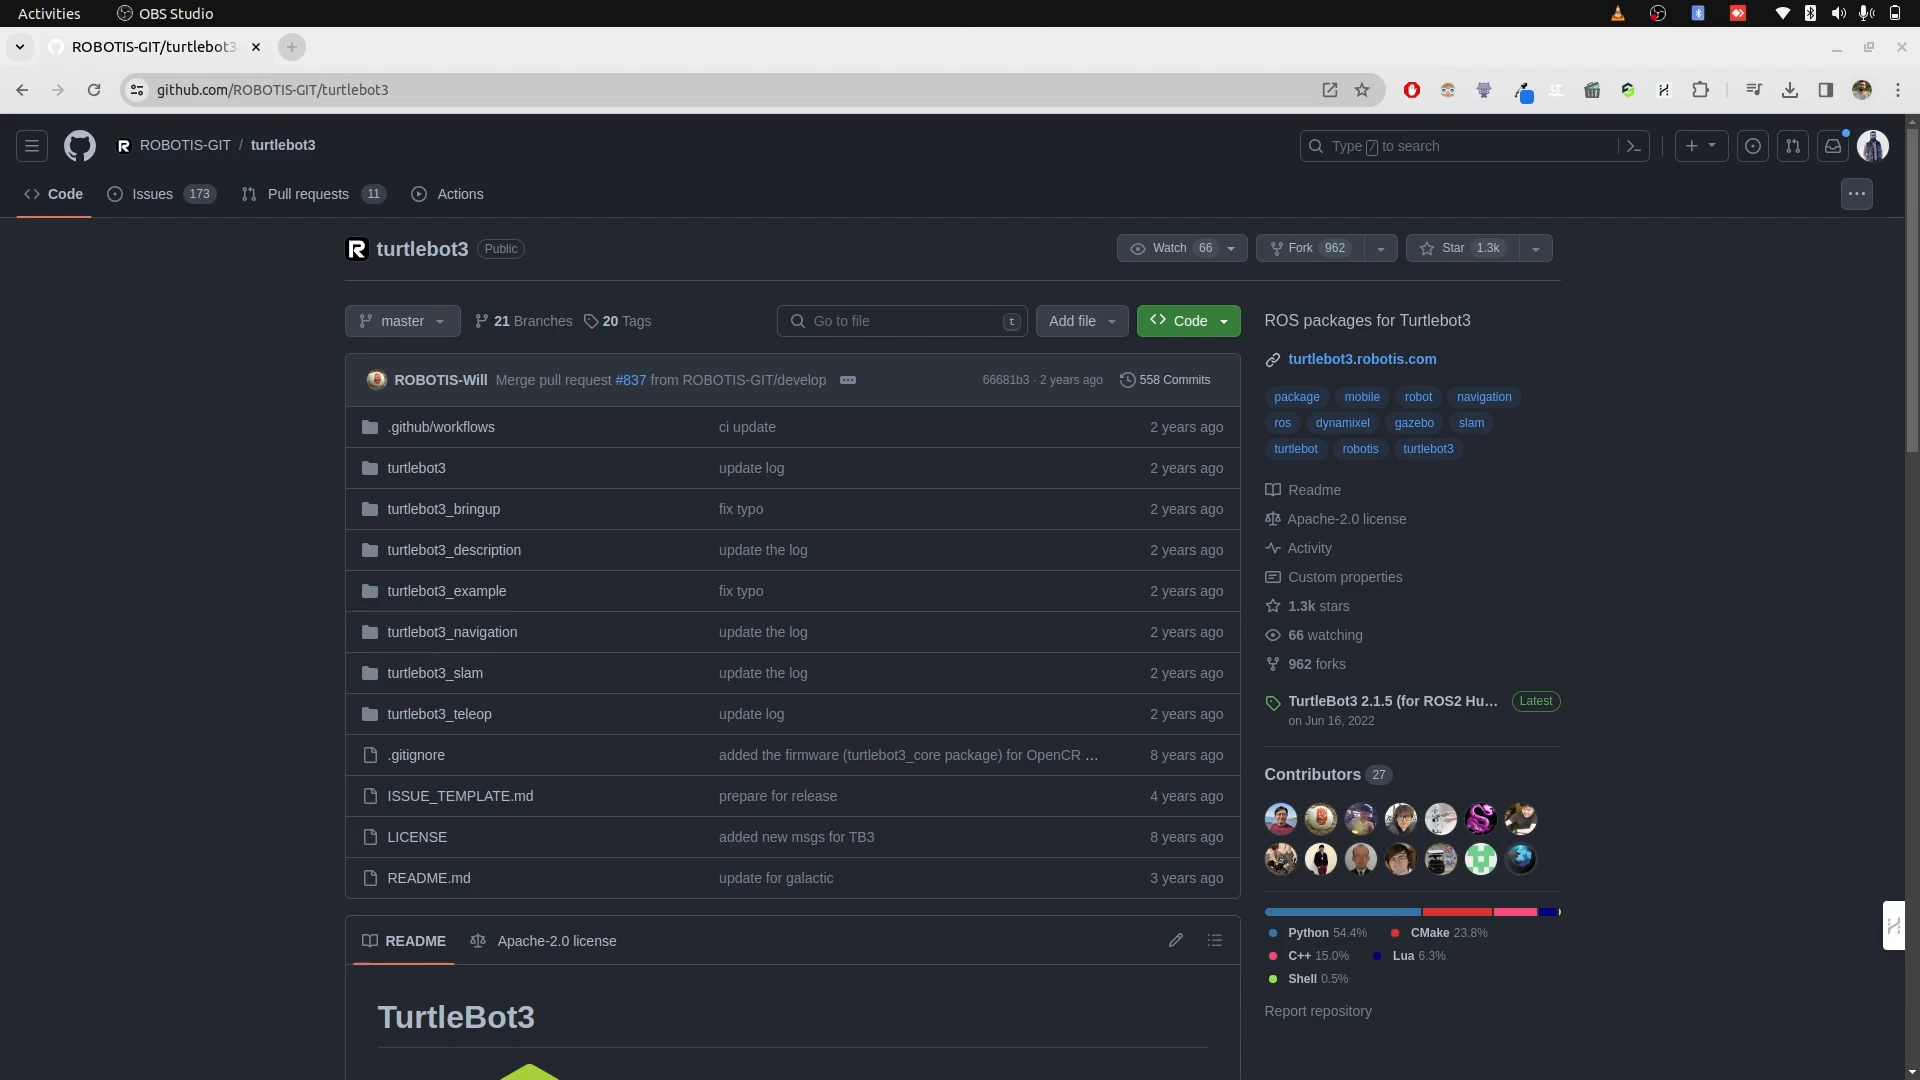 Activities OBS Studio
ROBOTIS-GIT/turtlebot3
github.com/ROBOTIS-GIT/turtlebot3
ROBOTIS-GIT / turtlebot3 Type / to search
Code Issues 173 Pull requests 11 Actions
turtlebot3 Public Watch 66 Fork 962 Star 1.3k
master 21 Branches 20 Tags Go to file t Add file Code
ROBOTIS-Will Merge pull request #837 from ROBOTIS-GIT/develop 66681b3 · 2 years ago 558 Commits
.github/workflows ci update 2 years ago
turtlebot3 update log 2 years ago
turtlebot3_bringup fix typo 2 years ago
turtlebot3_description update the log 2 years ago
turtlebot3_example fix typo 2 years ago
turtlebot3_navigation update the log 2 years ago
turtlebot3_slam update the log 2 years ago
turtlebot3_teleop update log 2 years ago
.gitignore added the firmware (turtlebot3_core package) for OpenCR ... 8 years ago
ISSUE_TEMPLATE.md prepare for release 4 years ago
LICENSE added new msgs for TB3 8 years ago
README.md update for galactic 3 years ago
README Apache-2.0 license
TurtleBot3
ROS packages for Turtlebot3
turtlebot3.robotis.com
package mobile robot navigation
ros dynamixel gazebo slam
turtlebot robotis turtlebot3
Readme
Apache-2.0 license
Activity
Custom properties
1.3k stars
66 watching
962 forks
TurtleBot3 2.1.5 (for ROS2 Hu... Latest
on Jun 16, 2022
Contributors 27
Python 54.4% CMake 23.8%
C++ 15.0% Lua 6.3%
Shell 0.5%
Report repository